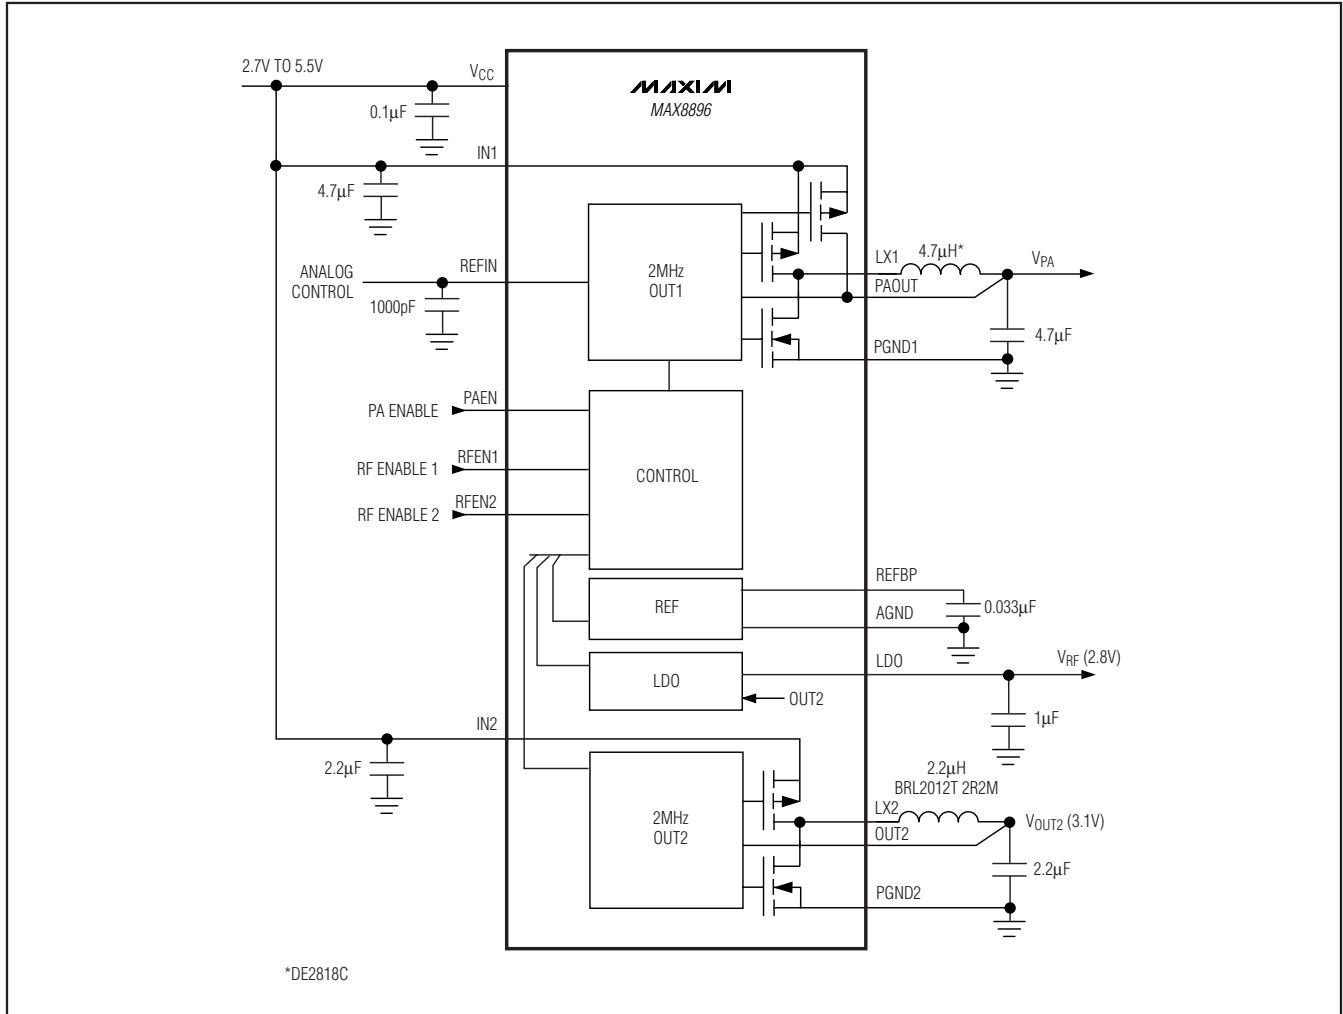 2.7V TO 5.5V
VCC
MAXIM
MAX8896
0.1µF
IN1
4.7µF
ANALOG
CONTROL
REFIN
1000pF
2MHz
OUT1
LX1
4.7µH*
VPA
PAOUT
4.7µF
PGND1
PA ENABLE
PAEN
RF ENABLE 1
RFEN1
RF ENABLE 2
RFEN2
CONTROL
REF
REFBP
0.033µF
AGND
LDO
LDO
VRF (2.8V)
OUT2
1µF
IN2
2.2µF
2MHz
OUT2
2.2µH
BRL2012T 2R2M
LX2
OUT2
VOUT2 (3.1V)
2.2µF
PGND2
*DE2818C